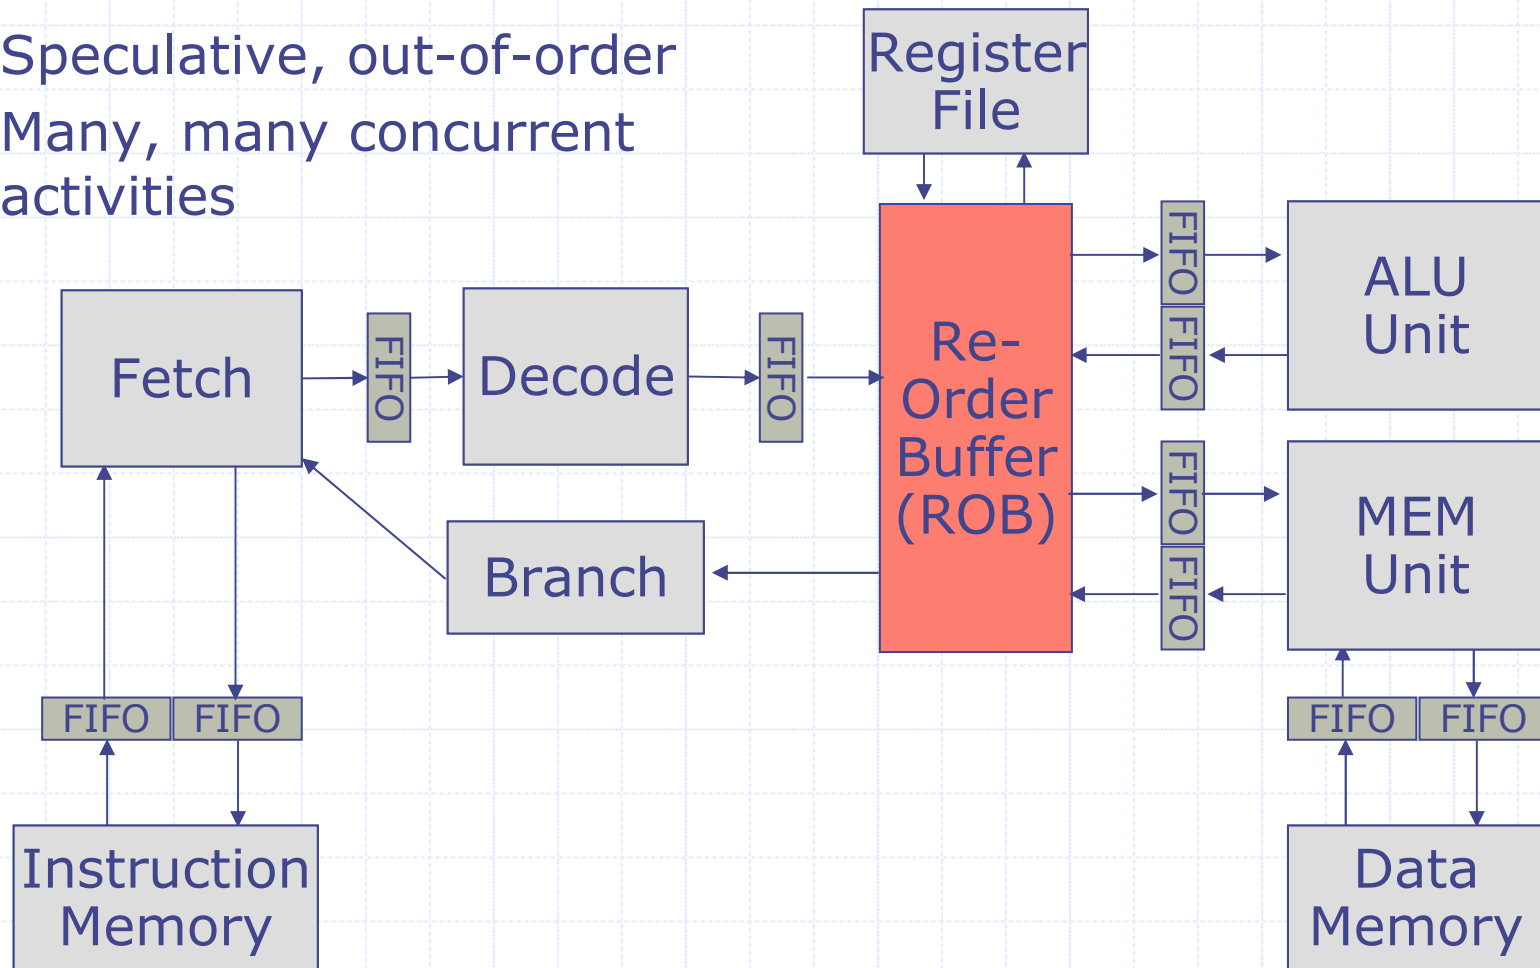 Speculative, out-of-order
Many, many concurrent
activities
Register
File
FIFO
FIFO
ALU
Unit
Fetch
FIFO
Decode
FIFO
Re-
Order
Buffer
(ROB)
FIFO
FIFO
MEM
Unit
Branch
FIFO
FIFO
FIFO
FIFO
Instruction
Memory
Data
Memory